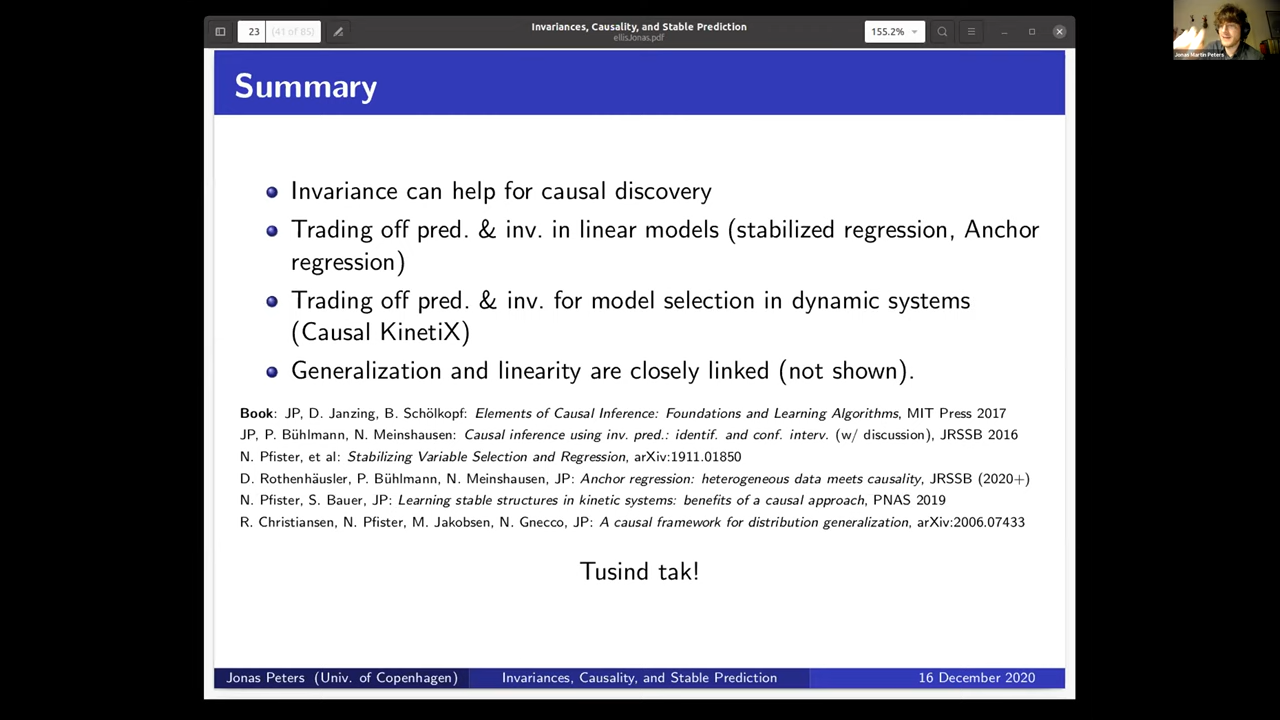 23 (41 of 85)
Invariances, Causality, and Stable Prediction
ellisJonas.pdf
155.2%
Jonas Martin Peters
Summary
Invariance can help for causal discovery
Trading off pred. & inv. in linear models (stabilized regression, Anchor
regression)
Trading off pred. & inv. for model selection in dynamic systems
(Causal KinetiX)
Generalization and linearity are closely linked (not shown).
Book: JP, D. Janzing, B. Schölkopf: Elements of Causal Inference: Foundations and Learning Algorithms, MIT Press 2017
JP, P. Bühlmann, N. Meinshausen: Causal inference using inv. pred.: identif. and conf. interv. (w/ discussion), JRSSB 2016
N. Pfister, et al: Stabilizing Variable Selection and Regression, arXiv:1911.01850
D. Rothenhäusler, P. Bühlmann, N. Meinshausen, JP: Anchor regression: heterogeneous data meets causality, JRSSB (2020+)
N. Pfister, S. Bauer, JP: Learning stable structures in kinetic systems: benefits of a causal approach, PNAS 2019
R. Christiansen, N. Pfister, M. Jakobsen, N. Gnecco, JP: A causal framework for distribution generalization, arXiv:2006.07433
Tusind tak!
Jonas Peters (Univ. of Copenhagen) Invariances, Causality, and Stable Prediction 16 December 2020